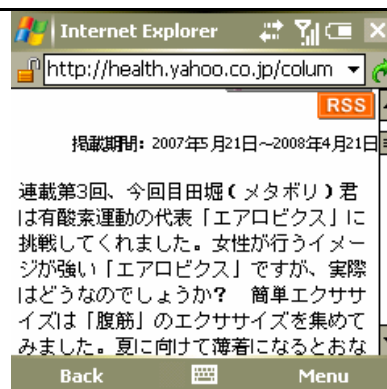 Internet Explorer
http://health.yahoo.co.jp/colum
RSS
掲載期間: 2007年5月21日~2008年4月21日
連載第3回、今回目田堀(メタボリ)君
は有酸素運動の代表「エアロビクス」に
挑戦してくれました。女性が行うイメー
ジが強い「エアロビクス」ですが、実際
はどうなのでしょうか? 簡単エクササ
イズは「腹筋」のエクササイズを集めて
みました。夏に向けて薄着になるとおな
Back Menu